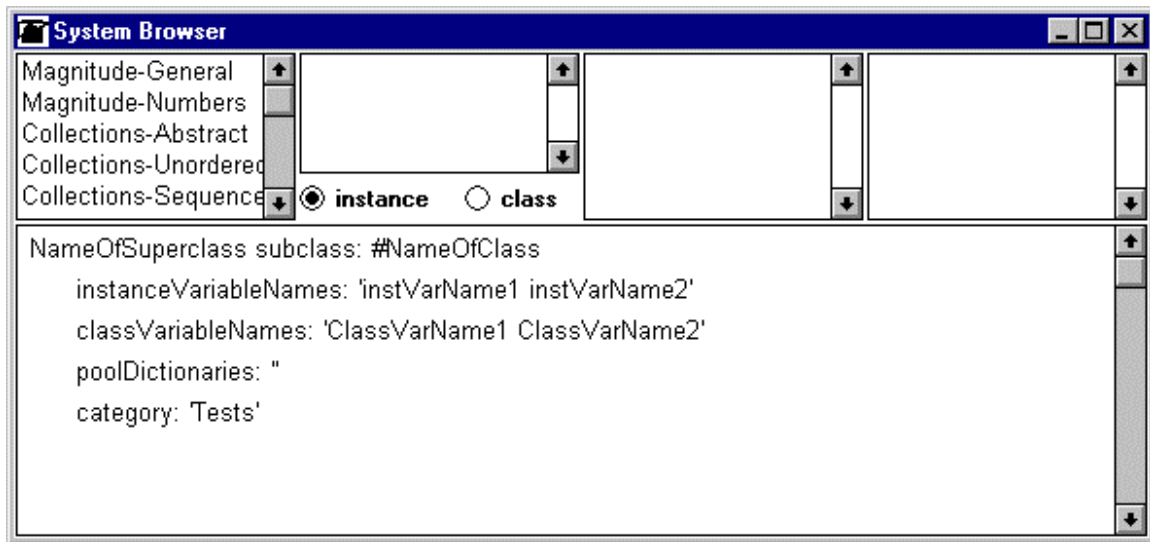 System Browser
Magnitude-General
Magnitude-Numbers
Collections-Abstract
Collections-Unordered
Collections-Sequence
instance
class
NameOfSuperclass subclass: #NameOfClass
instanceVariableNames: 'instVarName1 instVarName2'
classVariableNames: 'ClassVarName1 ClassVarName2'
poolDictionaries: ''
category: 'Tests'